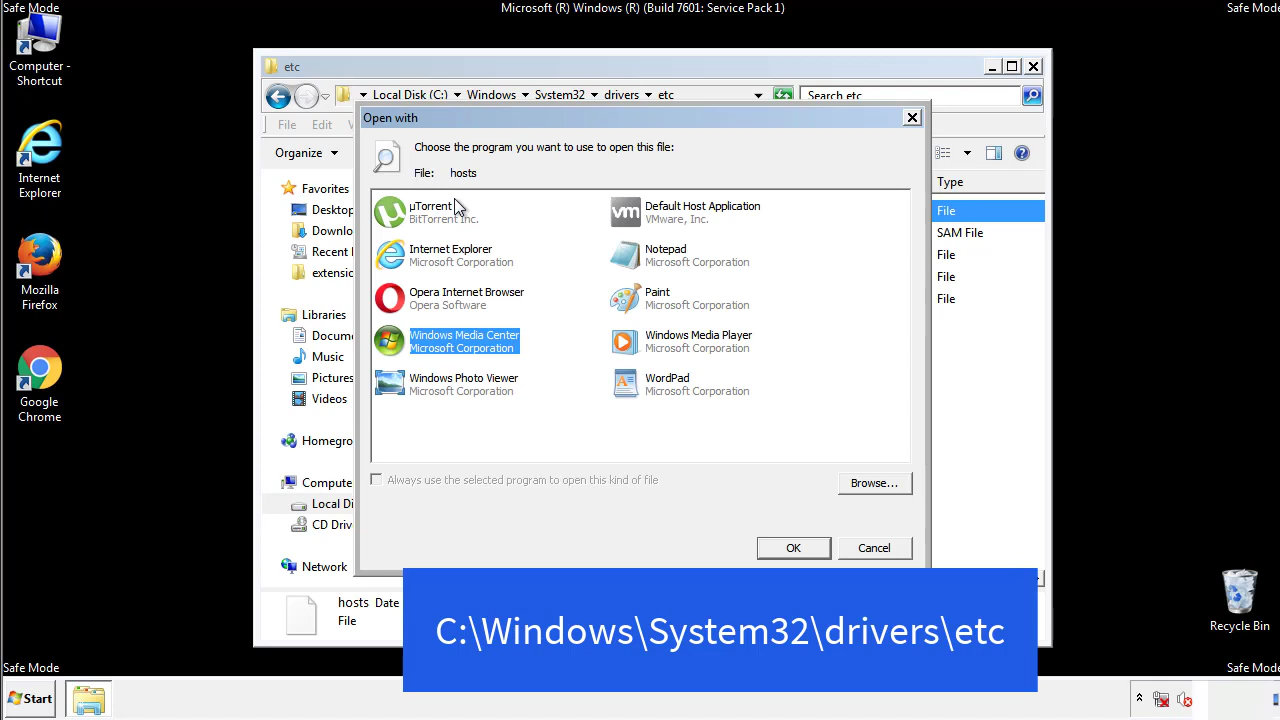 Safe Mode
Microsoft (R) Windows (R) (Build 7601: Service Pack 1)
Safe Mode
Computer - Shortcut
Internet Explorer
Mozilla Firefox
Google Chrome
etc
Local Disk (C:) Windows System32 drivers etc
Search etc
File Edit
Organize
Favorites
Desktop
Downlo
Recent
extensio
Libraries
Docum
Music
Pictures
Videos
Homegro
Compute
Local Di
CD Driv
Network
Type
File
SAM File
File
File
File
Open with
Choose the program you want to use to open this file:
File: hosts
µTorrent
BitTorrent Inc.
Default Host Application
VMware, Inc.
Internet Explorer
Microsoft Corporation
Notepad
Microsoft Corporation
Opera Internet Browser
Opera Software
Paint
Microsoft Corporation
Windows Media Center
Microsoft Corporation
Windows Media Player
Microsoft Corporation
Windows Photo Viewer
Microsoft Corporation
WordPad
Microsoft Corporation
Always use the selected program to open this kind of file
Browse...
OK
Cancel
hosts Date
File
C:\Windows\System32\drivers\etc
Recycle Bin
Safe Mode
Safe Mode
Start